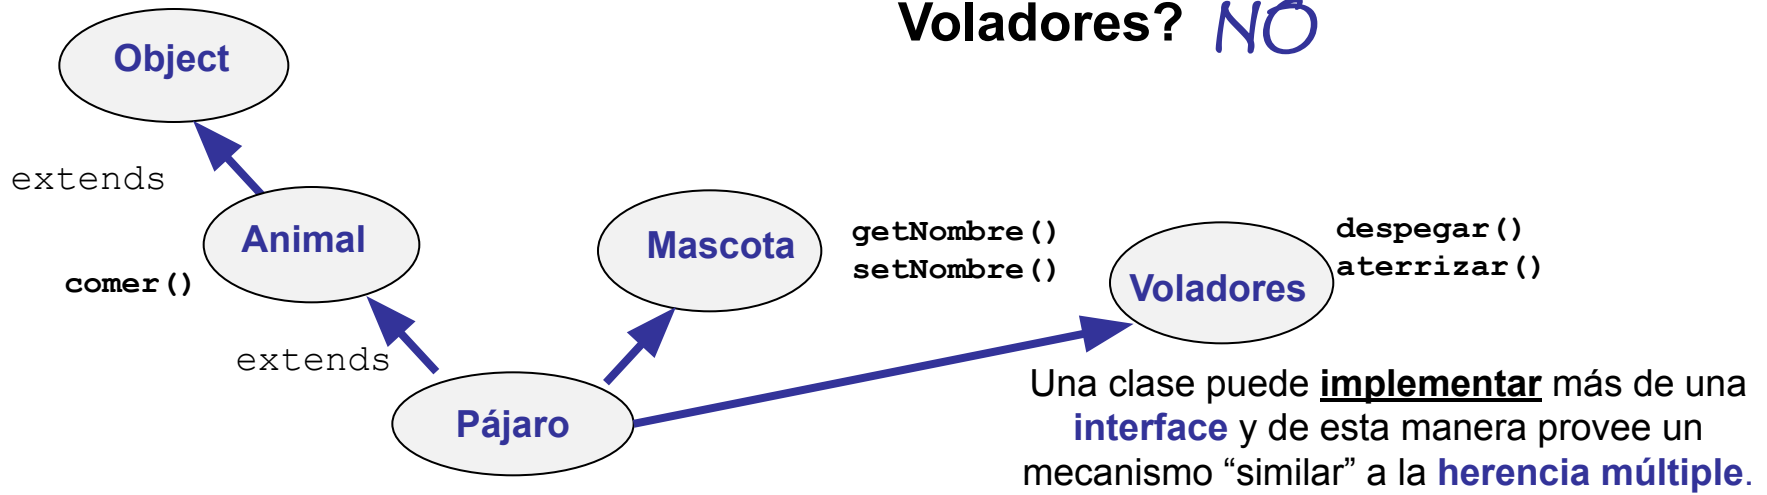 Voladores? NO
Object
extends
Animal
comer()
Mascota
getNombre()
setNombre()
Voladores
despegar()
aterrizar()
extends
Pájaro
Una clase puede implementar más de una
interface y de esta manera provee un
mecanismo “similar” a la herencia múltiple.